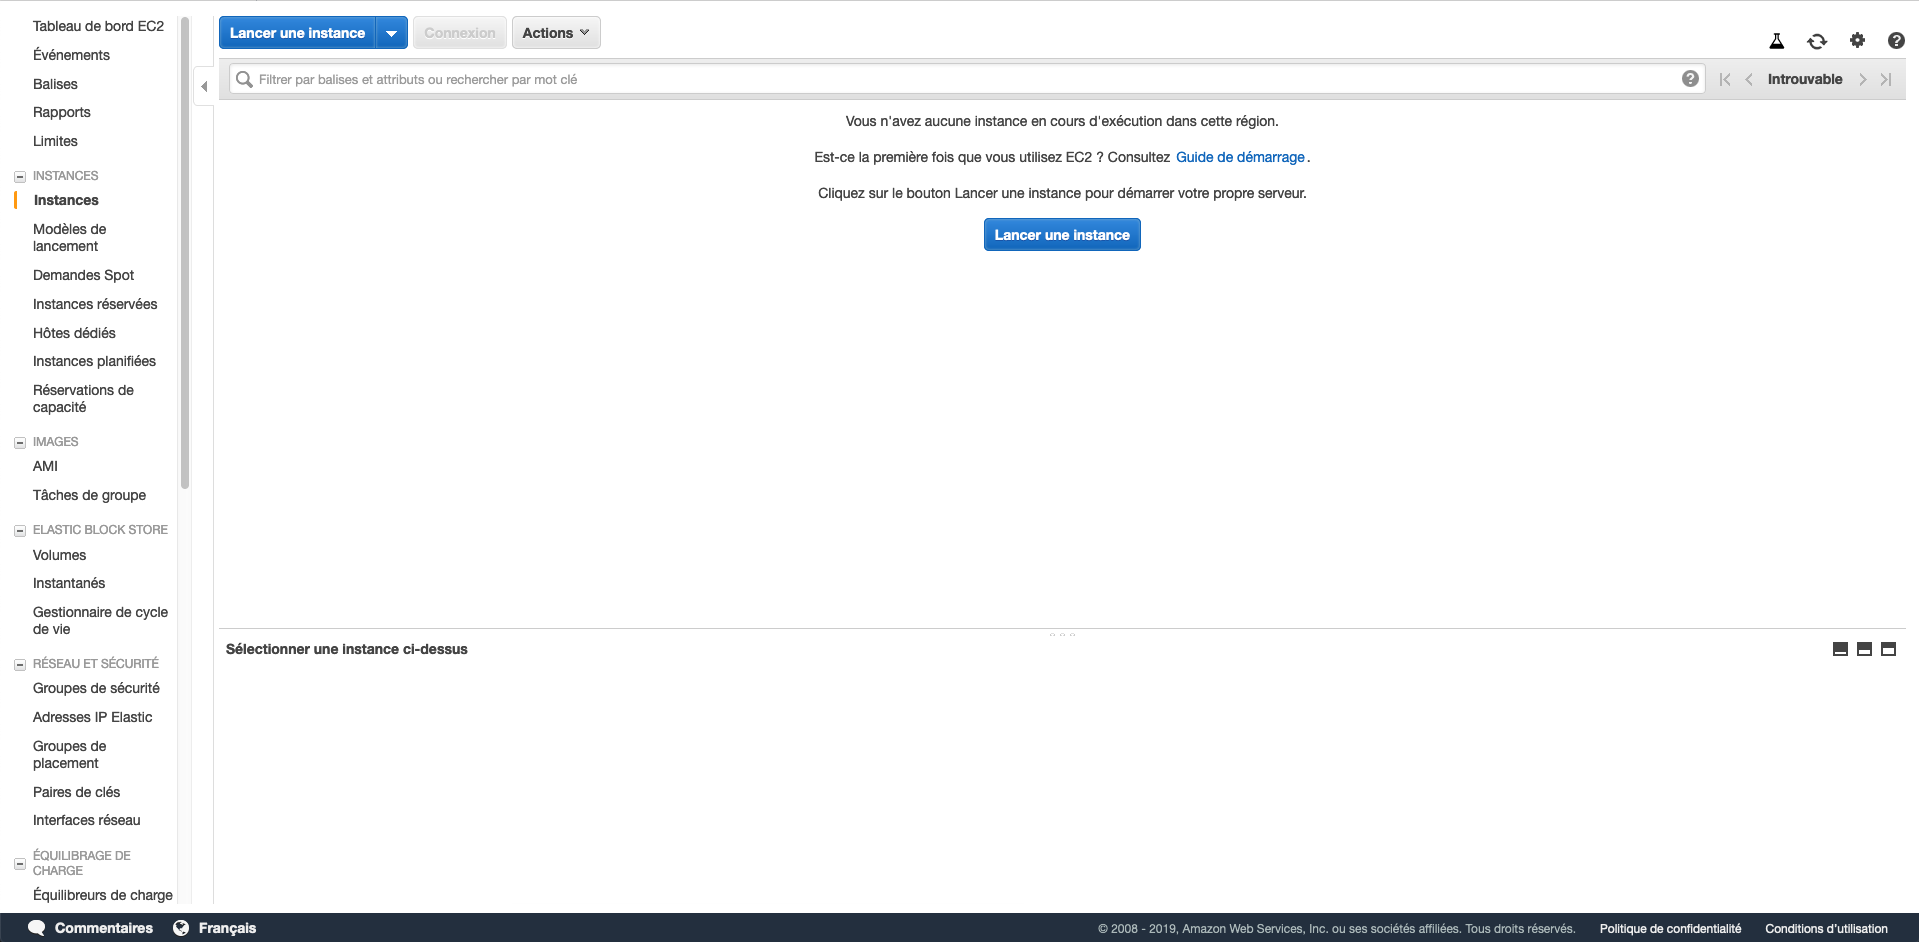 Tableau de bord EC2
Événements
Balises
Rapports
Limites
INSTANCES
Instances
Modèles de
lancement
Demandes Spot
Instances réservées
Hôtes dédiés
Instances planifiées
Réservations de
capacité
IMAGES
AMI
Tâches de groupe
ELASTIC BLOCK STORE
Volumes
Instantanés
Gestionnaire de cycle
de vie
RÉSEAU ET SÉCURITÉ
Groupes de sécurité
Adresses IP Elastic
Groupes de
placement
Paires de clés
Interfaces réseau
ÉQUILIBRAGE DE
CHARGE
Équilibreurs de charge
Lancer une instance Connexion Actions
Filtrer par balises et attributs ou rechercher par mot clé
Introuvable
Vous n'avez aucune instance en cours d'exécution dans cette région.
Est-ce la première fois que vous utilisez EC2 ? Consultez Guide de démarrage.
Cliquez sur le bouton Lancer une instance pour démarrer votre propre serveur.
Lancer une instance
Sélectionner une instance ci-dessus
Commentaires Français © 2008 - 2019, Amazon Web Services, Inc. ou ses sociétés affiliées. Tous droits réservés. Politique de confidentialité Conditions d'utilisation